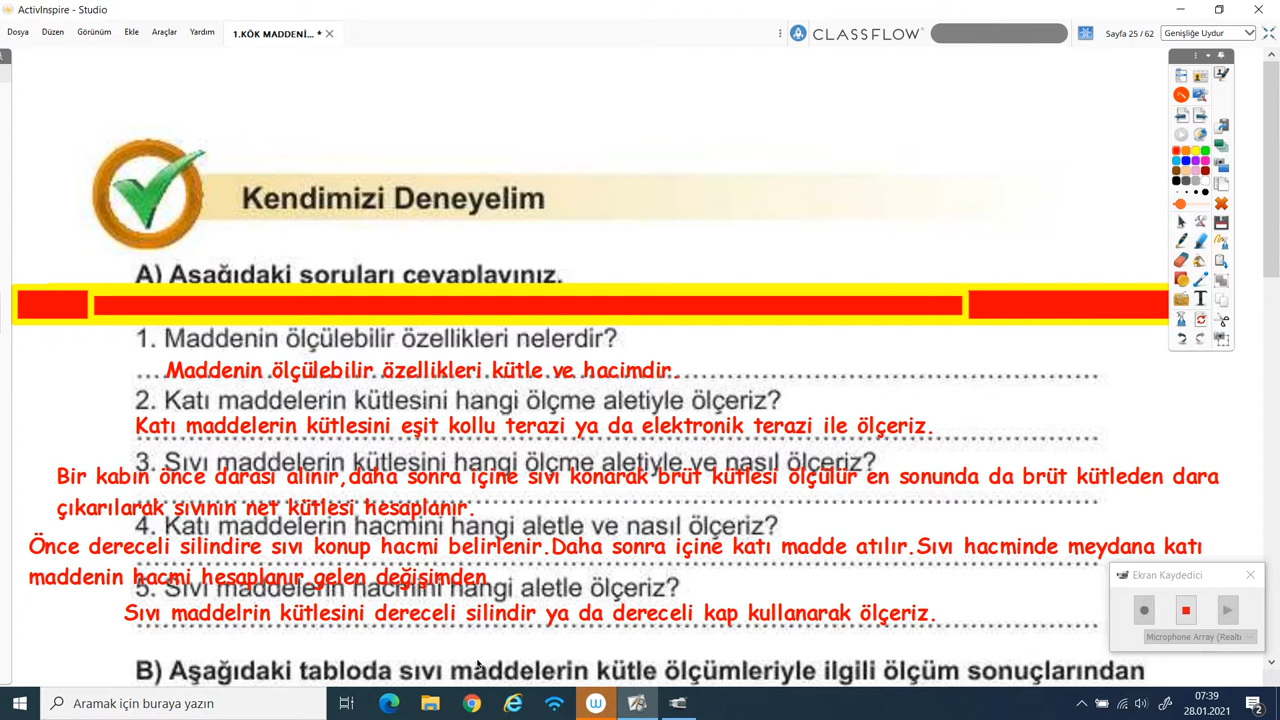 ActivInspire - Studio
Dosya Düzen Görünüm Ekle Araçlar Yardım
1.KÖK MADDENİ... *
CLASSFLOW
Sayfa 25 / 62
Genişliğe Uydur
Kendimizi Deneyelim
A) Aşağıdaki soruları cevaplayınız.
1. Maddenin ölçülebilir özellikleri nelerdir?
Maddenin ölçülebilir özellikleri kütle ve hacimdir.
2. Katı maddelerin kütlesini hangi ölçme aletiyle ölçeriz?
Katı maddelerin kütlesini eşit kollu terazi ya da elektronik terazi ile ölçeriz.
3. Sıvı maddelerin kütlesini hangi ölçme aletiyle ve nasıl ölçeriz?
Bir kabın önce darası alınır,daha sonra içine sıvı konarak brüt kütlesi ölçülür en sonunda da brüt kütleden dara
çıkarılarak sıvının net kütlesi hesaplanır.
4. Katı maddelerin hacmini hangi aletle ve nasıl ölçeriz?
Önce dereceli silindire sıvı konup hacmi belirlenir.Daha sonra içine katı madde atılır.Sıvı hacminde meydana katı
maddenin hacmi hesaplanır gelen değişimden
5. Sıvı maddelerin hacmini hangi aletle ölçeriz?
Sıvı maddelrin kütlesini dereceli silindir ya da dereceli kap kullanarak ölçeriz.
B) Aşağıdaki tabloda sıvı maddelerin kütle ölçümleriyle ilgili ölçüm sonuçlarından
Ekran Kaydedici
Microphone Array (Realte
Aramak için buraya yazın
07:39
28.01.2021
2